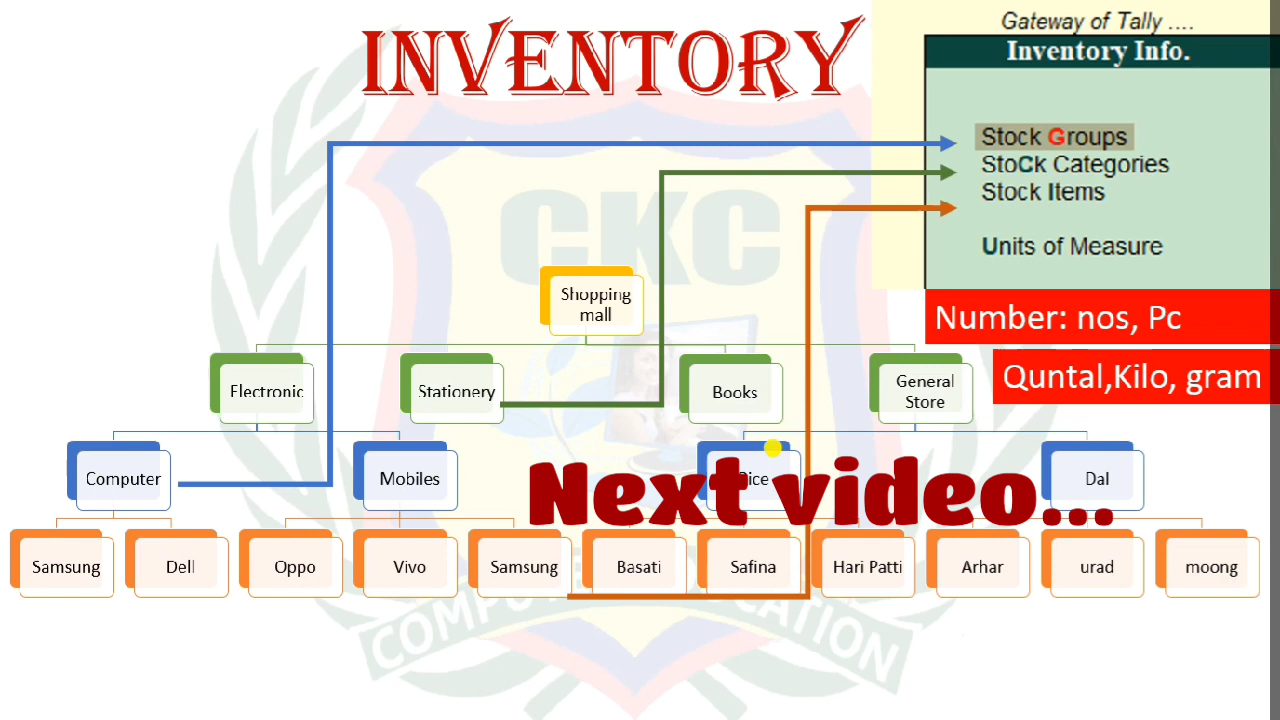 INVENTORY
Gateway of Tally ....
Inventory Info.
Stock Groups
StoCk Categories
Stock Items
Units of Measure
Number: nos, Pc
Quntal,Kilo, gram
CKC
Shopping
mall
Electronic
Stationery
Books
General
Store
Computer
Mobiles
Dal
Next video...
Samsung
Dell
Oppo
Vivo
Samsung
Basati
Safina
Hari Patti
Arhar
urad
moong